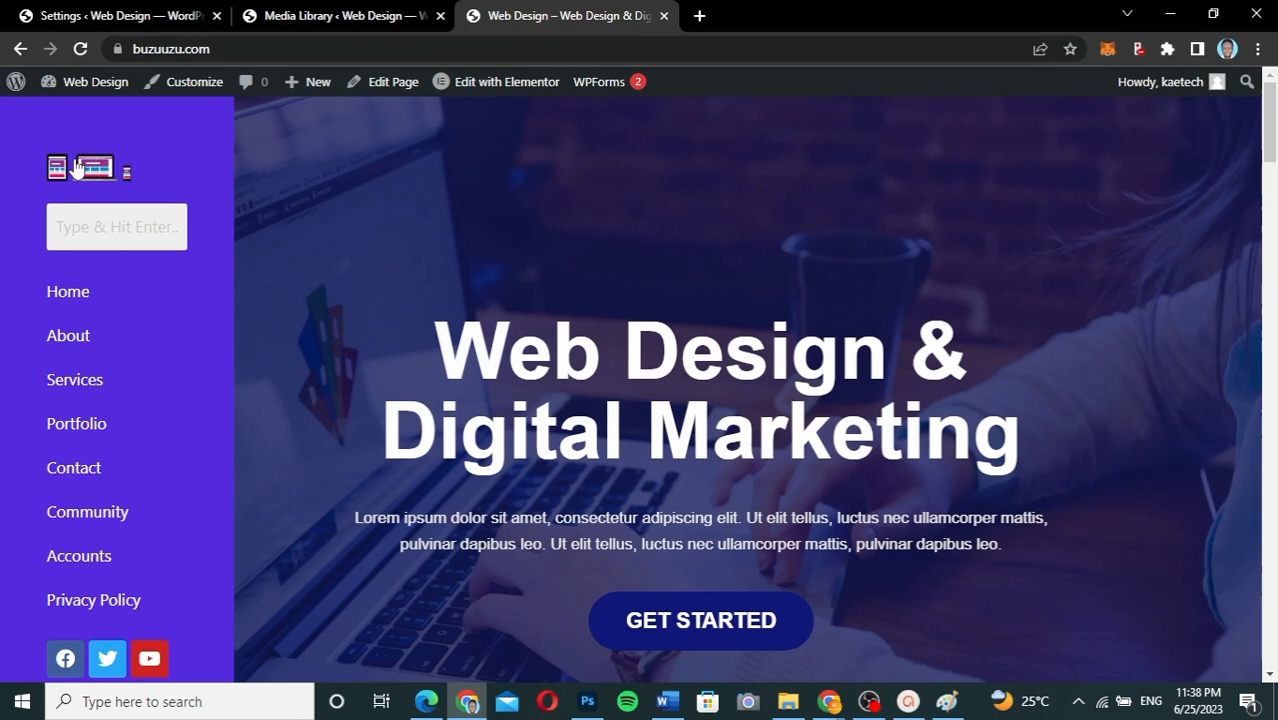 Settings ‹ Web Design — WordPr
Media Library ‹ Web Design — W
Web Design – Web Design & Dig
buzuuzu.com
Web Design
Customize
0
New
Edit Page
Edit with Elementor
WPForms 2
Howdy, kaetech
Type & Hit Enter..
Home
About
Services
Portfolio
Contact
Community
Accounts
Privacy Policy
Web Design &
Digital Marketing
Lorem ipsum dolor sit amet, consectetur adipiscing elit. Ut elit tellus, luctus nec ullamcorper mattis,
pulvinar dapibus leo. Ut elit tellus, luctus nec ullamcorper mattis, pulvinar dapibus leo.
GET STARTED
Type here to search
25°C
ENG
11:38 PM
6/25/2023
1